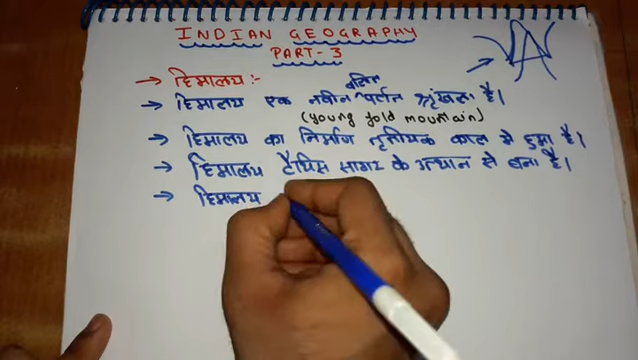 INDIAN GEOGRAPHY
PART-3
→ हिमालय :-
→ हिमालय एक नवीन वलित पर्वत श्रृंखला है।
(young fold mountain)
→ हिमालय का निर्माण तृतीयक काल मे हुआ है।
→ हिमालय टैथिस सागर के उत्थान से बना है।
→ हिमालय